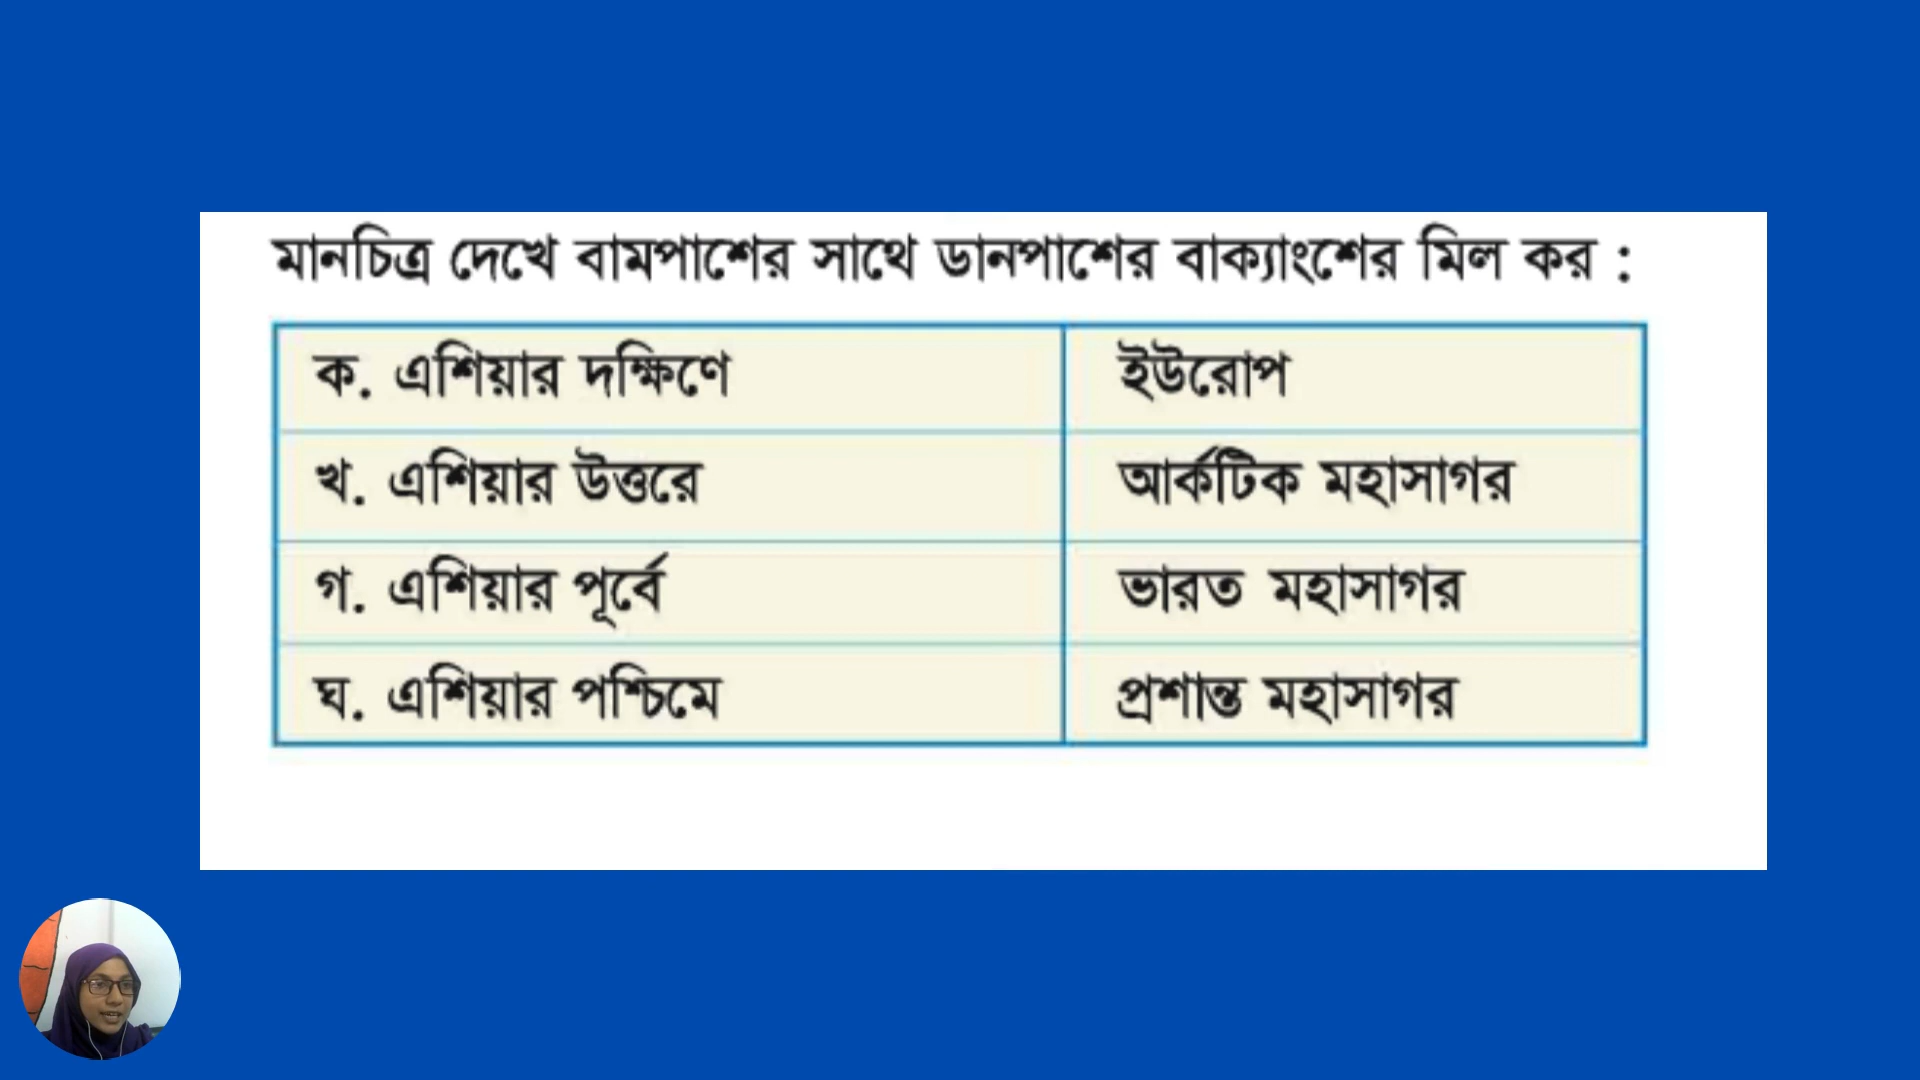 মানচিত্র দেখে বামপাশের সাথে ডানপাশের বাক্যাংশের মিল কর :
ক. এশিয়ার দক্ষিণে ইউরোপ
খ. এশিয়ার উত্তরে আর্কটিক মহাসাগর
গ. এশিয়ার পূর্বে ভারত মহাসাগর
ঘ. এশিয়ার পশ্চিমে প্রশান্ত মহাসাগর